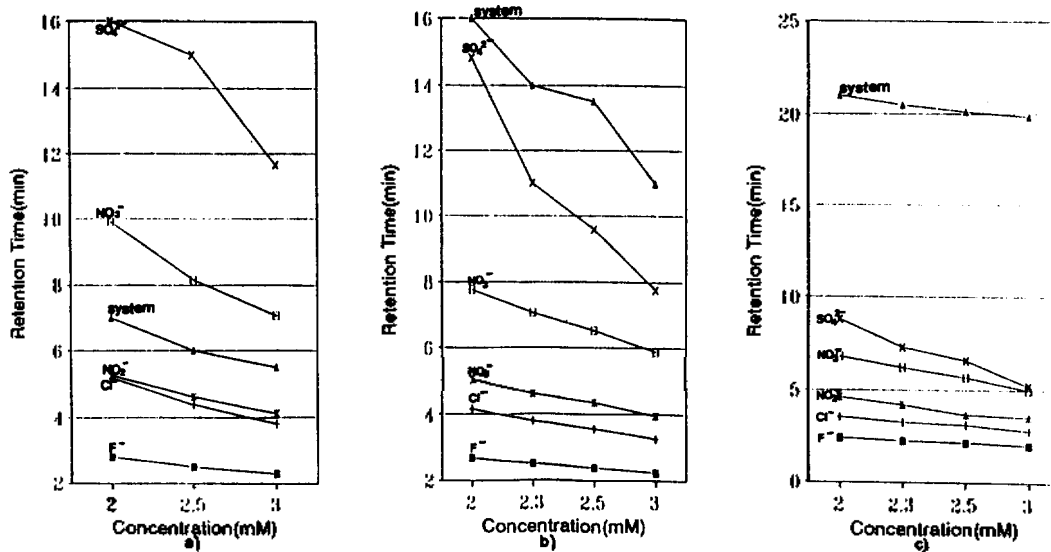 16
14
12
10
8
6
4
2
Retention Time(min)
SO₄
NO₃⁻
system
NO₂⁻
Cl⁻
F⁻
2
2.5
3
Concentration(mM)
a)
16
14
12
10
8
6
4
2
Retention Time(min)
system
SO₄²⁻
NO₃⁻
NO₂⁻
Cl⁻
F⁻
2
2.3
2.5
3
Concentration(mM)
b)
25
20
15
10
5
0
Retention Time(min)
system
SO₄²⁻
NO₃⁻
NO₂
Cl⁻
F⁻
2
2.3
2.5
3
Concentration(mM)
c)